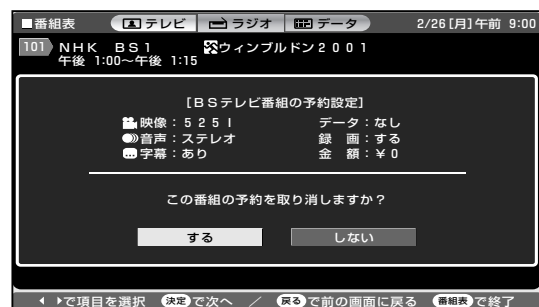 ■番組表 テレビ ラジオ データ 2/26[月]午前 9:00
101 NHK BS1 ウィンブルドン2001
午後 1:00～午後 1:15
[BSテレビ番組の予約設定]
映像：525I データ：なし
音声：ステレオ 録 画：する
字幕：あり 金 額：￥0
この番組の予約を取り消しますか？
する しない
で項目を選択 決定で次へ ／ 戻るで前の画面に戻る 番組表で終了